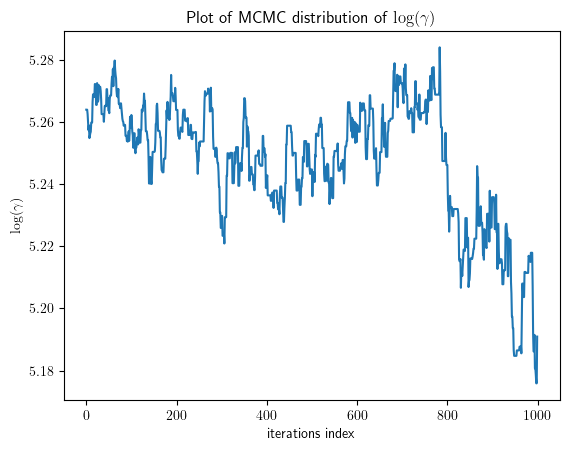 Plot of MCMC distribution of log(γ)
5.28
5.26
5.24
5.22
5.20
5.18
log(γ)
0 200 400 600 800 1000
iterations index